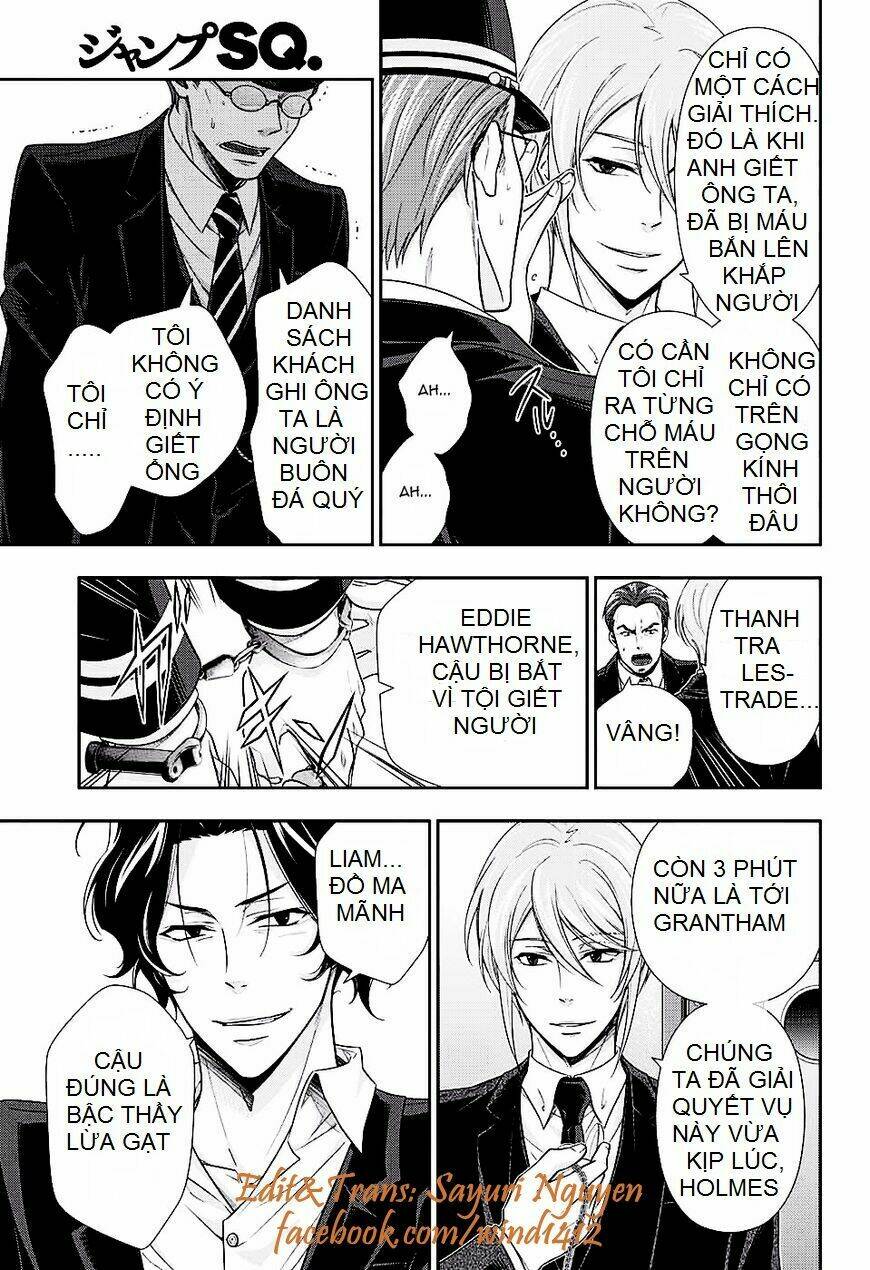 ジャンプSQ.
CHỈ CÓ
MỘT CÁCH
GIẢI THÍCH.
ĐÓ LÀ KHI
ANH GIẾT
ÔNG TA,
ĐÃ BỊ MÁU
BẮN LÊN
KHẮP
NGƯỜI
KHÔNG
CHỈ CÓ
TRÊN
GỌNG
KÍNH
THÔI
ĐÂU
CÓ CẦN
TÔI CHỈ
RA TỪNG
CHỖ MÁU
TRÊN
NGƯỜI
KHÔNG?
AH...
AH...
DANH
SÁCH
KHÁCH
GHI ÔNG
TA LÀ
NGƯỜI
BUÔN
ĐÁ QUÝ
TÔI
KHÔNG
CÓ Ý
ĐỊNH
GIẾT
ỔNG
TÔI
CHỈ
.....
THANH
TRA
LES-
TRADE...
VÂNG!
EDDIE
HAWTHORNE,
CẬU BỊ BẮT
VÌ TỘI GIẾT
NGƯỜI
CÒN 3 PHÚT
NỮA LÀ TỚI
GRANTHAM
CHÚNG
TA ĐÃ GIẢI
QUYẾT VỤ
NÀY VỪA
KỊP LÚC,
HOLMES
LIAM...
ĐỒ MA
MÃNH
CẬU
ĐÚNG LÀ
BẬC THẦY
LỪA GẠT
Edit&Trans: Sayuri Nguyen
facebook.com/wind1412